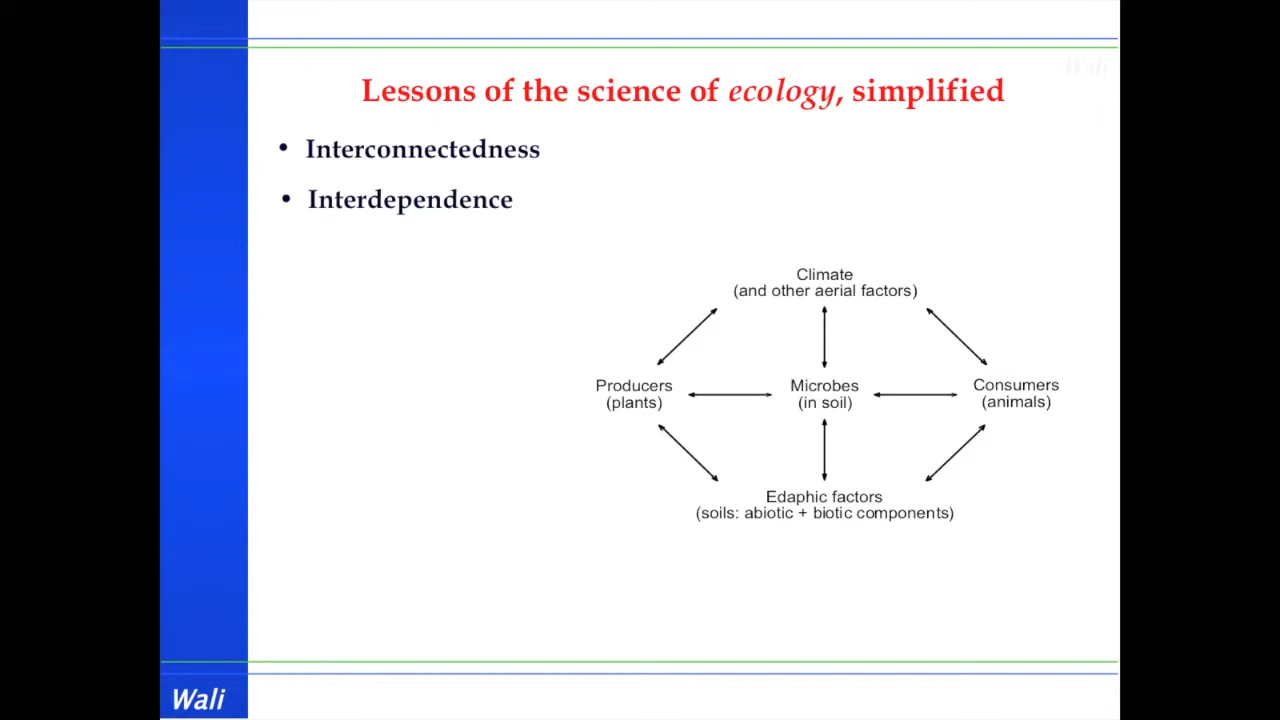 Wali
Lessons of the science of ecology, simplified
• Interconnectedness
• Interdependence
Climate
(and other aerial factors)
Producers
(plants)
Microbes
(in soil)
Consumers
(animals)
Edaphic factors
(soils: abiotic + biotic components)
Wali